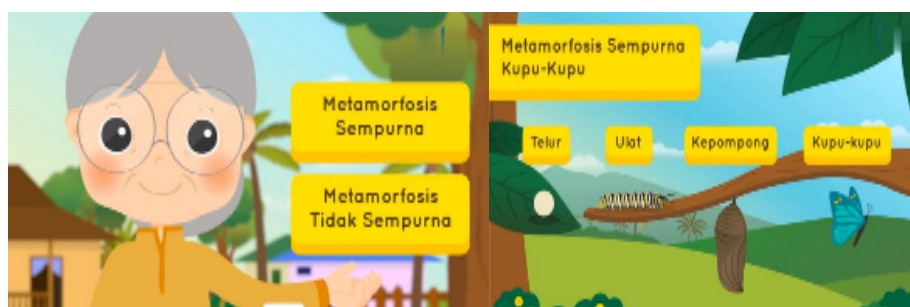 Metamorfosis
Sempurna
Metamorfosis
Tidak Sempurna
Metamorfosis Sempurna
Kupu-Kupu
Telur
Ulat
Kepompong
Kupu-kupu